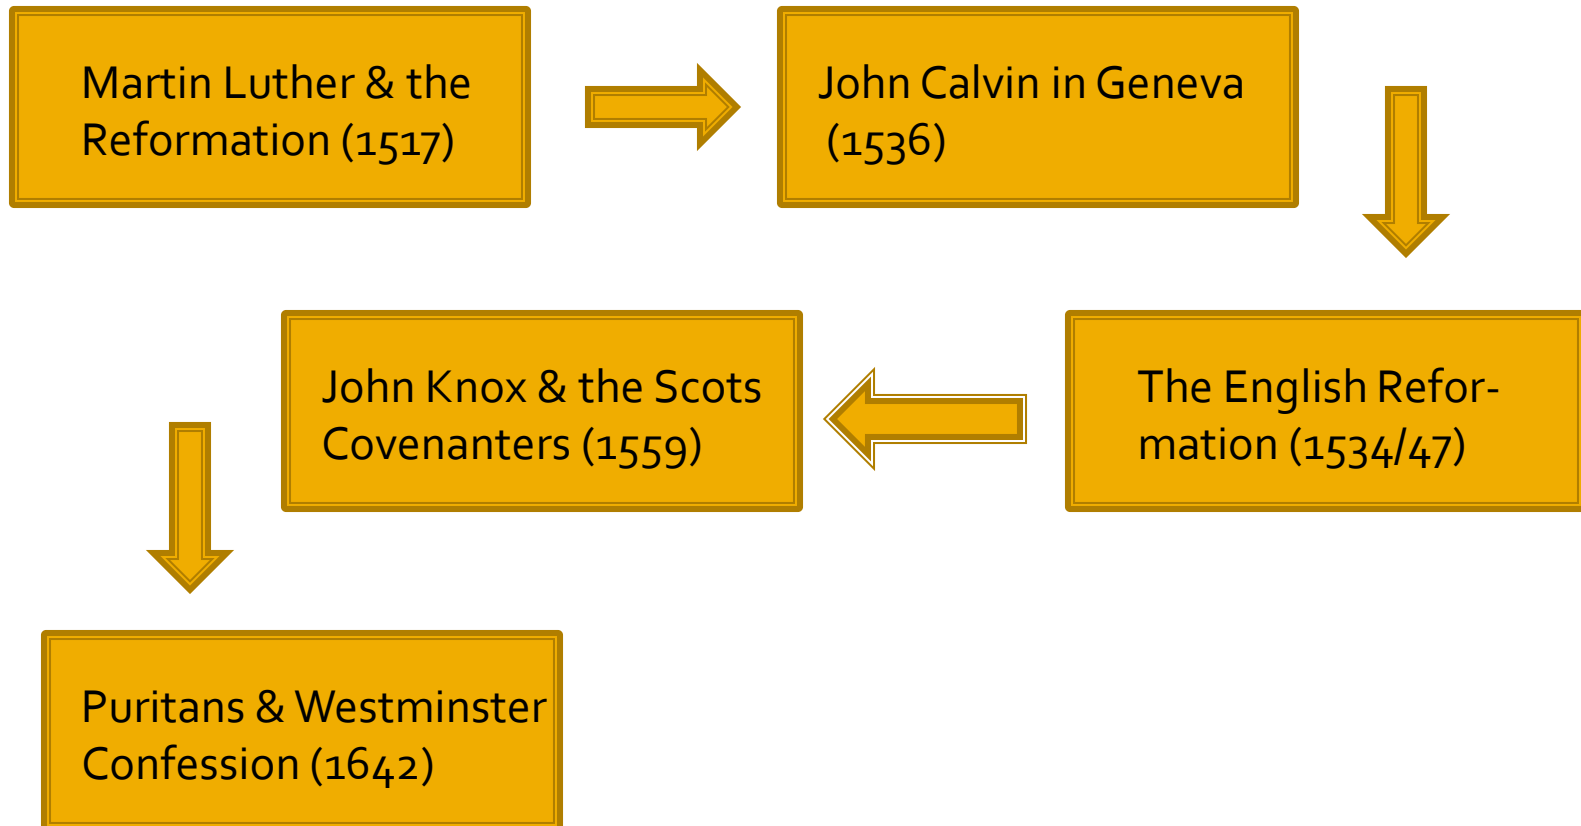 Martin Luther & the
Reformation (1517)
John Calvin in Geneva
(1536)
The English Refor-
mation (1534/47)
John Knox & the Scots
Covenanters (1559)
Puritans & Westminster
Confession (1642)